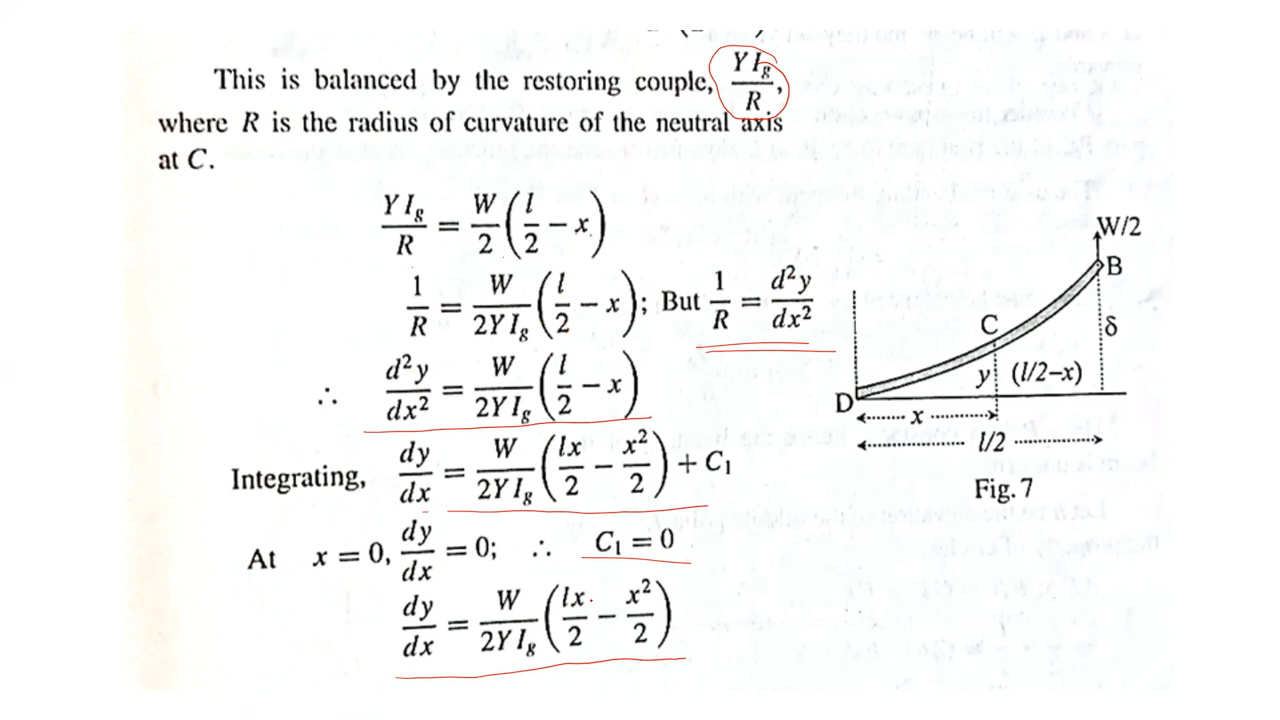 This is balanced by the restoring couple, YI_g/R,
where R is the radius of curvature of the neutral axis
at C.
YI_g/R = W/2 (l/2 − x)
1/R = W/2YI_g (l/2 − x); But 1/R = d²y/dx²
∴ d²y/dx² = W/2YI_g (l/2 − x)
Integrating, dy/dx = W/2YI_g (lx/2 − x²/2) + C₁
At x = 0, dy/dx = 0; ∴ C₁ = 0
dy/dx = W/2YI_g (lx/2 − x²/2)
W/2
B
C
δ
y (l/2−x)
D
x
l/2
Fig. 7